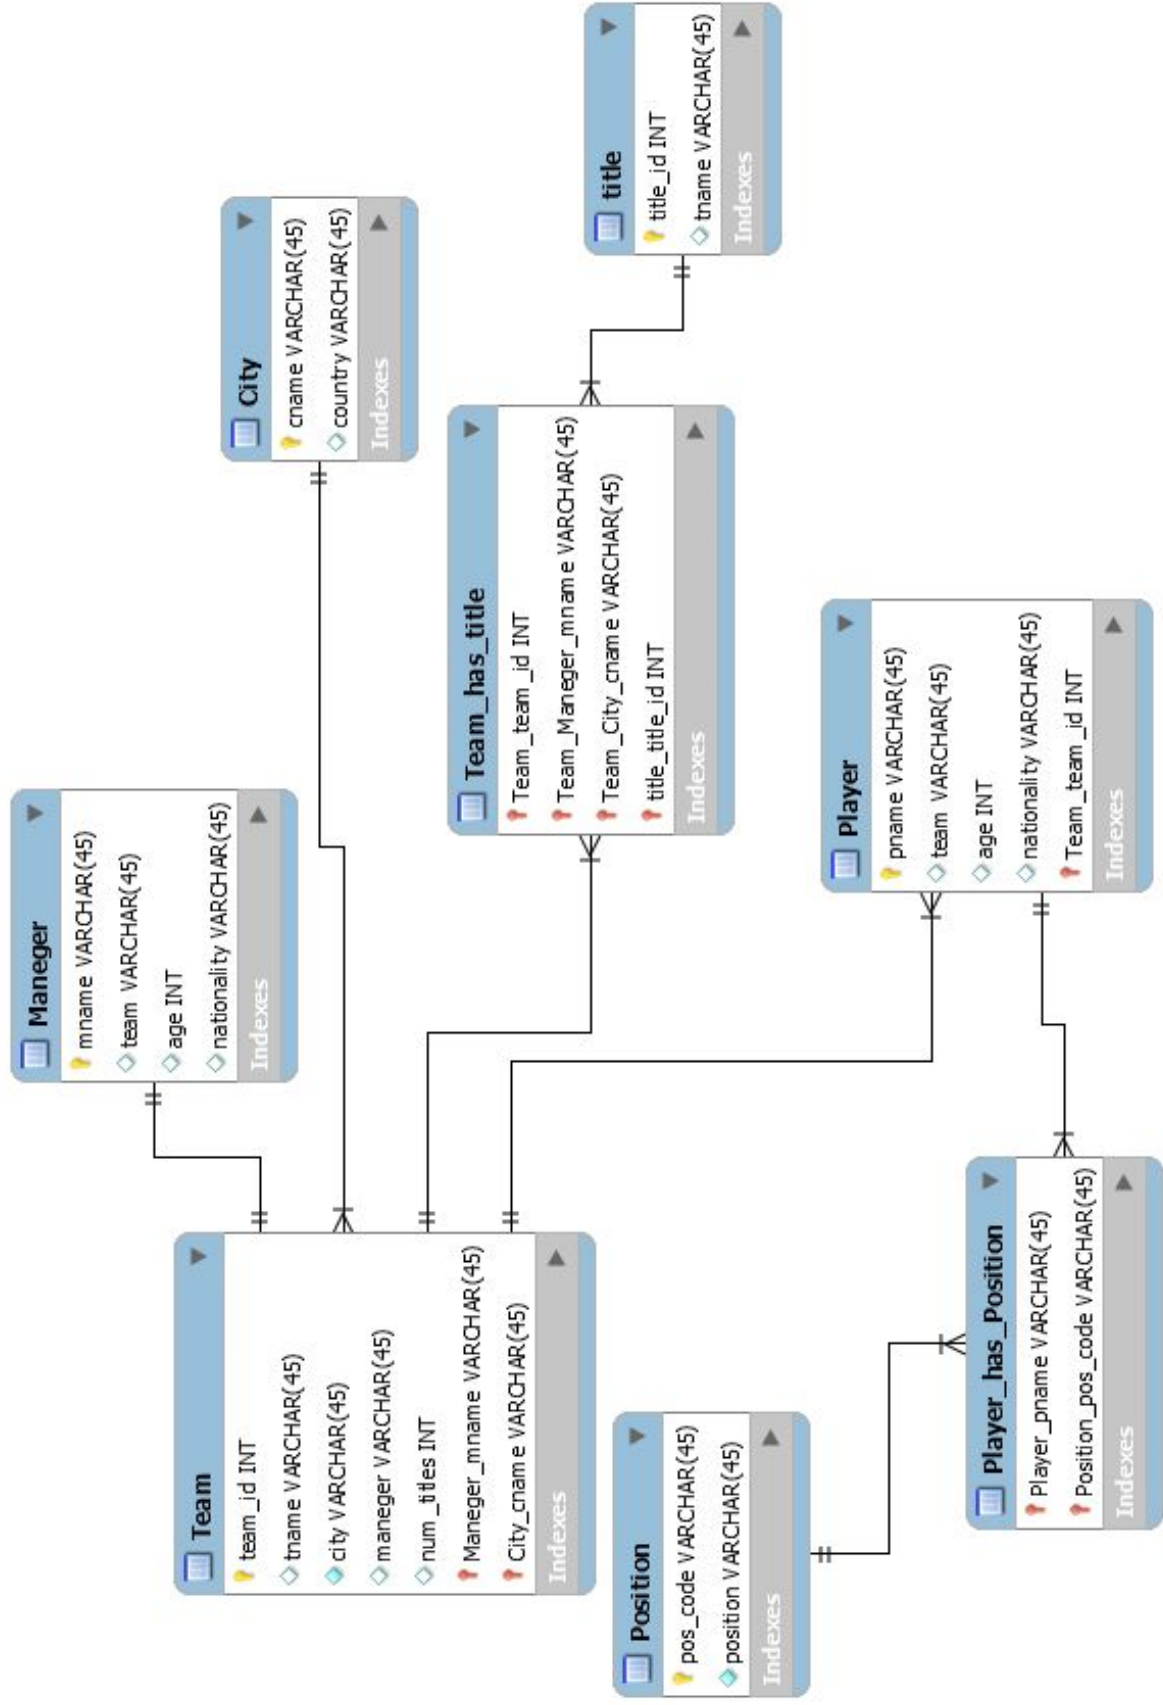 Team
team_id INT
tname VARCHAR(45)
city VARCHAR(45)
maneger VARCHAR(45)
num_titles INT
Maneger_mname VARCHAR(45)
City_cname VARCHAR(45)
Indexes
Maneger
mname VARCHAR(45)
team VARCHAR(45)
age INT
nationality VARCHAR(45)
Indexes
City
cname VARCHAR(45)
country VARCHAR(45)
Indexes
Team_has_title
Team_team_id INT
Team_Maneger_mname VARCHAR(45)
Team_City_cname VARCHAR(45)
title_title_id INT
Indexes
title
title_id INT
tname VARCHAR(45)
Indexes
Position
pos_code VARCHAR(45)
position VARCHAR(45)
Indexes
Player_has_Position
Player_pname VARCHAR(45)
Position_pos_code VARCHAR(45)
Indexes
Player
pname VARCHAR(45)
team VARCHAR(45)
age INT
nationality VARCHAR(45)
Team_team_id INT
Indexes